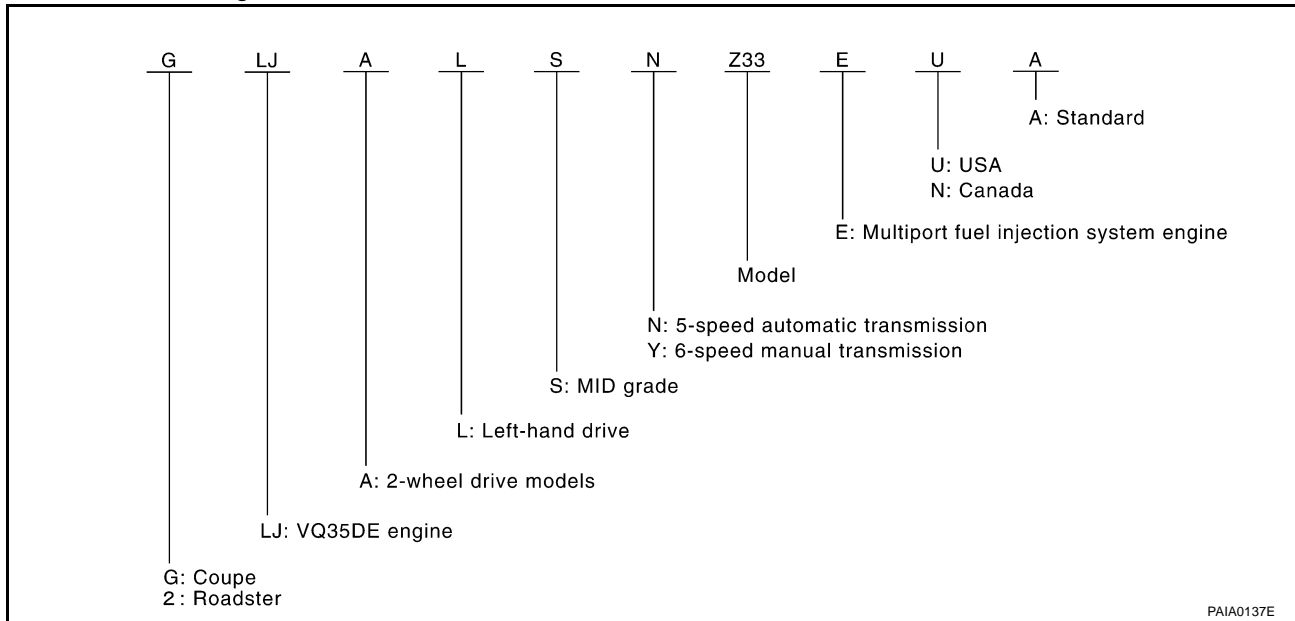 G LJ A L S N Z33 E U A
A: Standard
U: USA
N: Canada
E: Multiport fuel injection system engine
Model
N: 5-speed automatic transmission
Y: 6-speed manual transmission
S: MID grade
L: Left-hand drive
A: 2-wheel drive models
LJ: VQ35DE engine
G: Coupe
2: Roadster
PAIA0137E